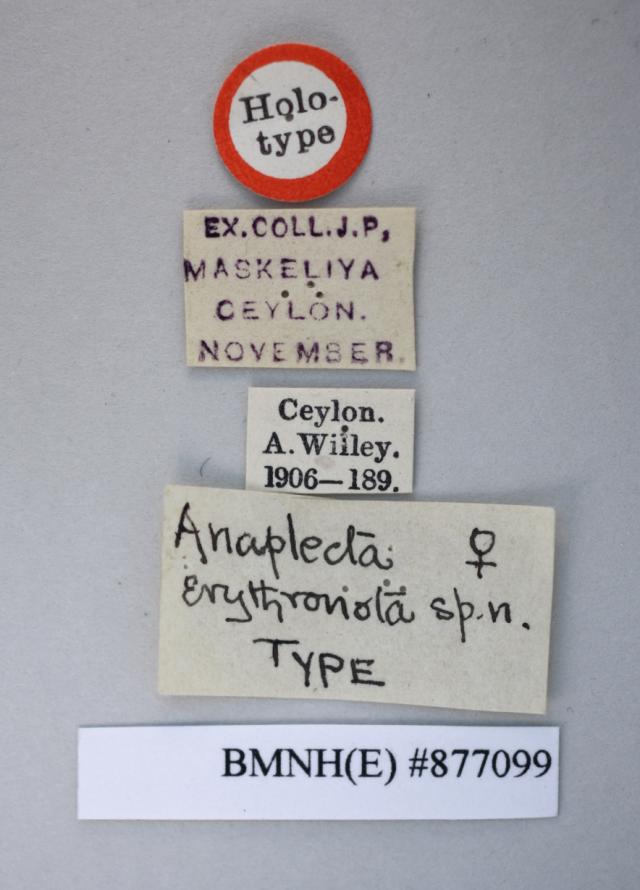 Holo-
type
EX.COLL.J.P,
MASKELIYA
CEYLON.
NOVEMBER.
Ceylon.
A.Willey.
1906—189.
Anaplecta ♀
erythronota sp.n.
TYPE
BMNH(E) #877099